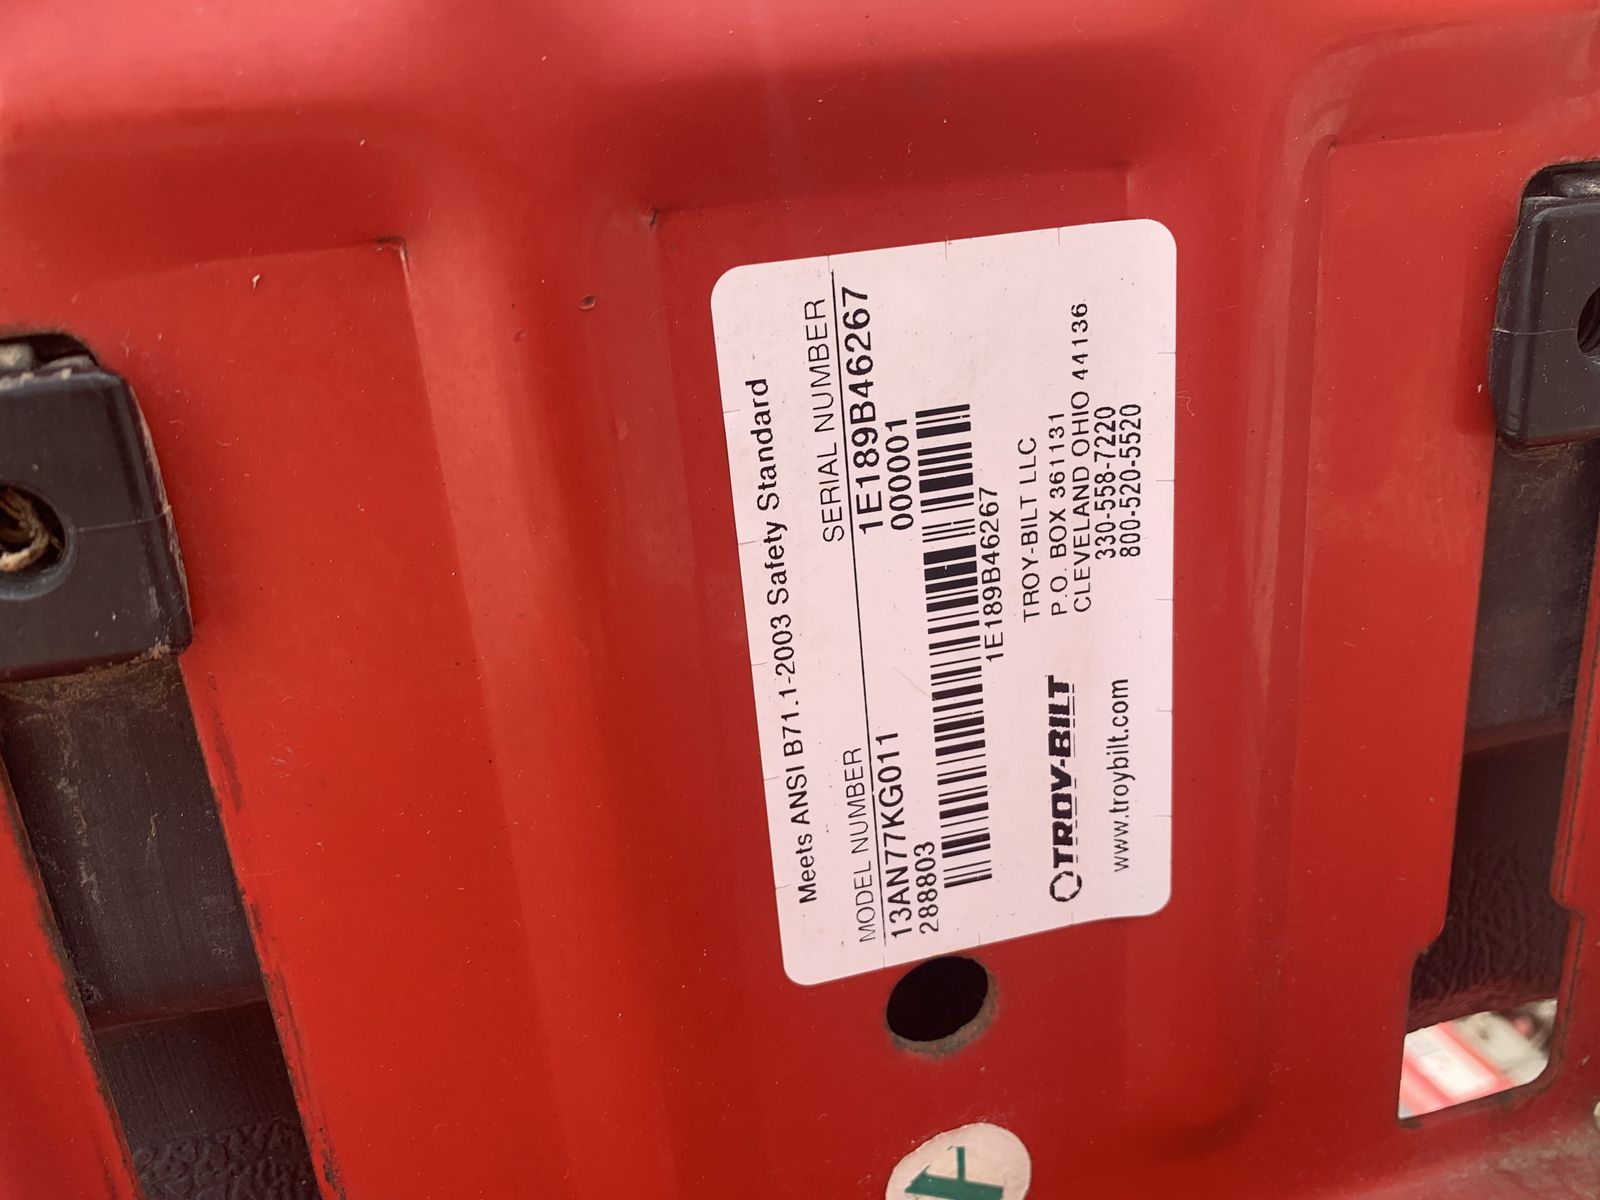 Meets ANSI B71.1-2003 Safety Standard
MODEL NUMBER SERIAL NUMBER
13AN77KG011 1E189B46267
288803 000001
1E189B46267
TROY-BILT
www.troybilt.com
TROY-BILT LLC
P.O. BOX 361131
CLEVELAND OHIO 44136
330-558-7220
800-520-5520